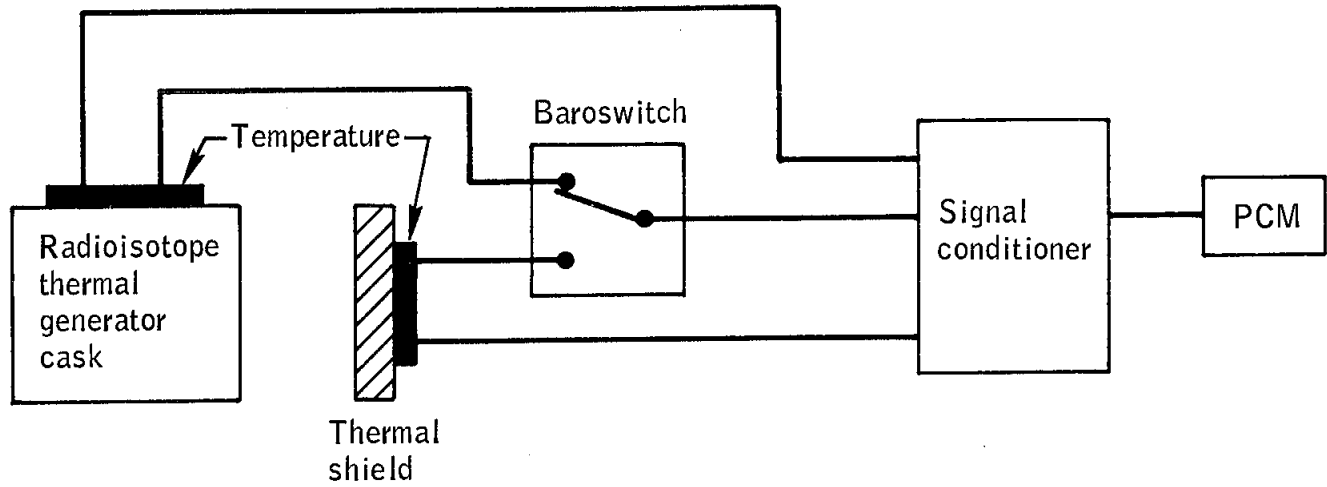 Baroswitch
Temperature
Signal
conditioner
PCM
Radioisotope
thermal
generator
cask
Thermal
shield